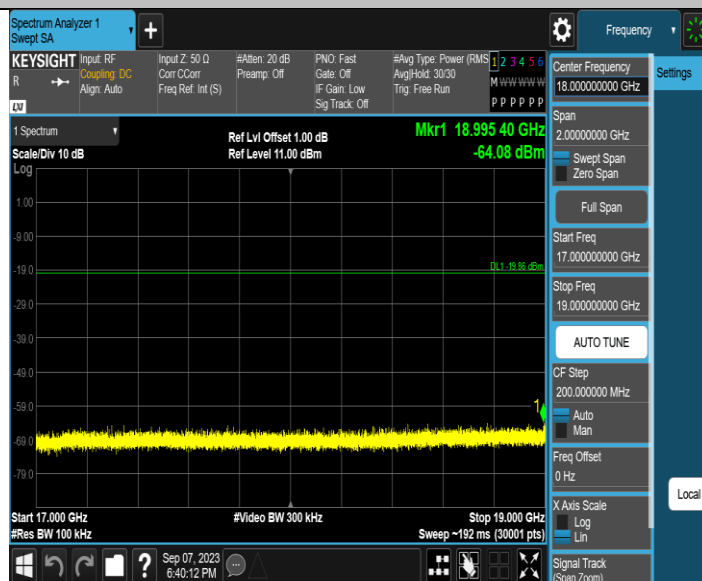 Spectrum Analyzer 1
Swept SA
+
Frequency
KEYSIGHT
R
LXI
Input: RF
Coupling: DC
Align: Auto
Input Z: 50 Ω
Corr CCorr
Freq Ref: Int (S)
#Atten: 20 dB
Preamp: Off
PNO: Fast
Gate: Off
IF Gain: Low
Sig Track: Off
#Avg Type: Power (RMS
Avg|Hold: 30/30
Trig: Free Run
1 2 3 4 5 6
M W W W W W
P P P P P P
1 Spectrum
Scale/Div 10 dB
Log
Ref Lvl Offset 1.00 dB
Ref Level 11.00 dBm
Mkr1 18.995 40 GHz
-64.08 dBm
1.00
-9.00
-19.0
-29.0
-39.0
-49.0
-59.0
-69.0
-79.0
DL1 -19.86 dBm
1
Start 17.000 GHz
#Res BW 100 kHz
#Video BW 300 kHz
Stop 19.000 GHz
Sweep ~192 ms (30001 pts)
Sep 07, 2023
6:40:12 PM
?
Center Frequency
18.00000000 GHz
Span
2.00000000 GHz
Swept Span
Zero Span
Full Span
Start Freq
17.000000000 GHz
Stop Freq
19.000000000 GHz
AUTO TUNE
CF Step
200.000000 MHz
Auto
Man
Freq Offset
0 Hz
X Axis Scale
Log
Lin
Signal Track
(Span Zoom)
Settings
Local